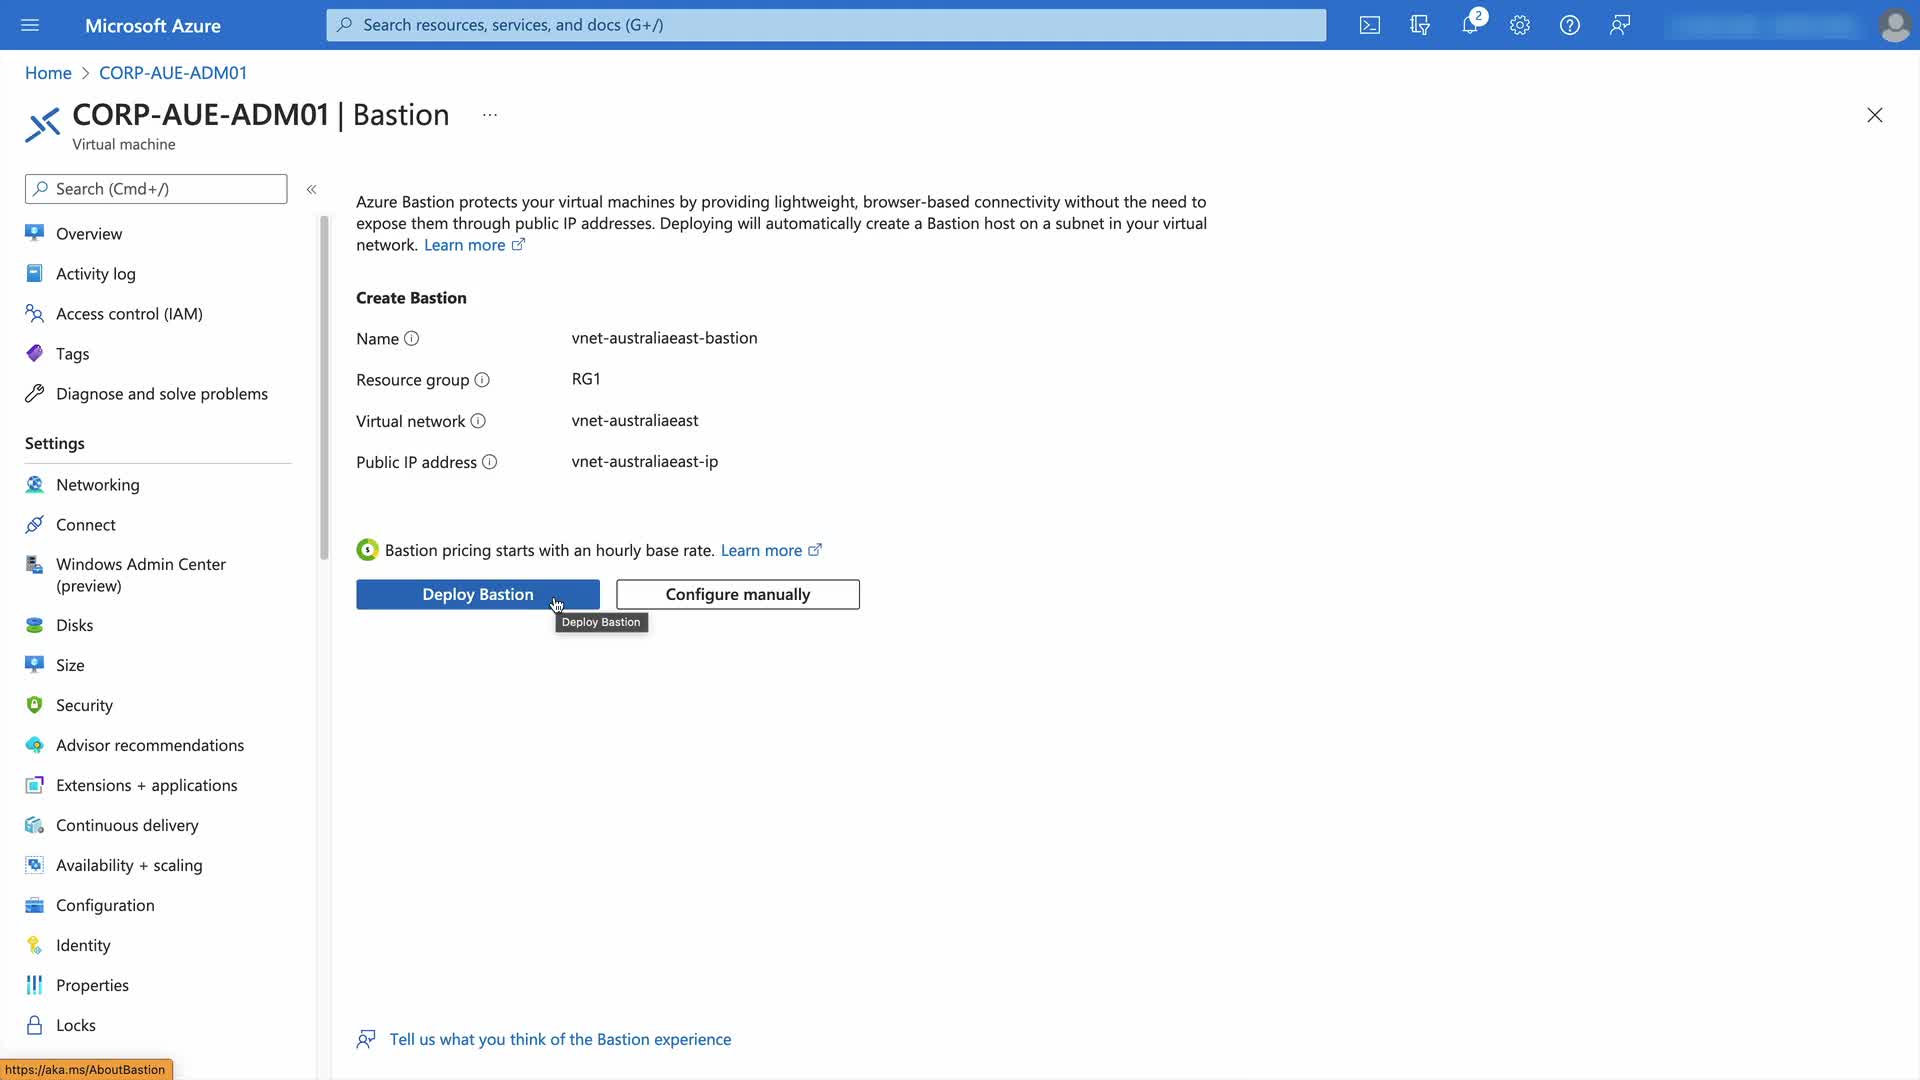 Microsoft Azure
Search resources, services, and docs (G+/)
2
Home > CORP-AUE-ADM01
CORP-AUE-ADM01 | Bastion ...
Virtual machine
Search (Cmd+/)
«
Overview
Activity log
Access control (IAM)
Tags
Diagnose and solve problems
Settings
Networking
Connect
Windows Admin Center
(preview)
Disks
Size
Security
Advisor recommendations
Extensions + applications
Continuous delivery
Availability + scaling
Configuration
Identity
Properties
Locks
https://aka.ms/AboutBastion
Azure Bastion protects your virtual machines by providing lightweight, browser-based connectivity without the need to
expose them through public IP addresses. Deploying will automatically create a Bastion host on a subnet in your virtual
network. Learn more
Create Bastion
Name vnet-australiaeast-bastion
Resource group RG1
Virtual network vnet-australiaeast
Public IP address vnet-australiaeast-ip
Bastion pricing starts with an hourly base rate. Learn more
Deploy Bastion
Configure manually
Deploy Bastion
Tell us what you think of the Bastion experience